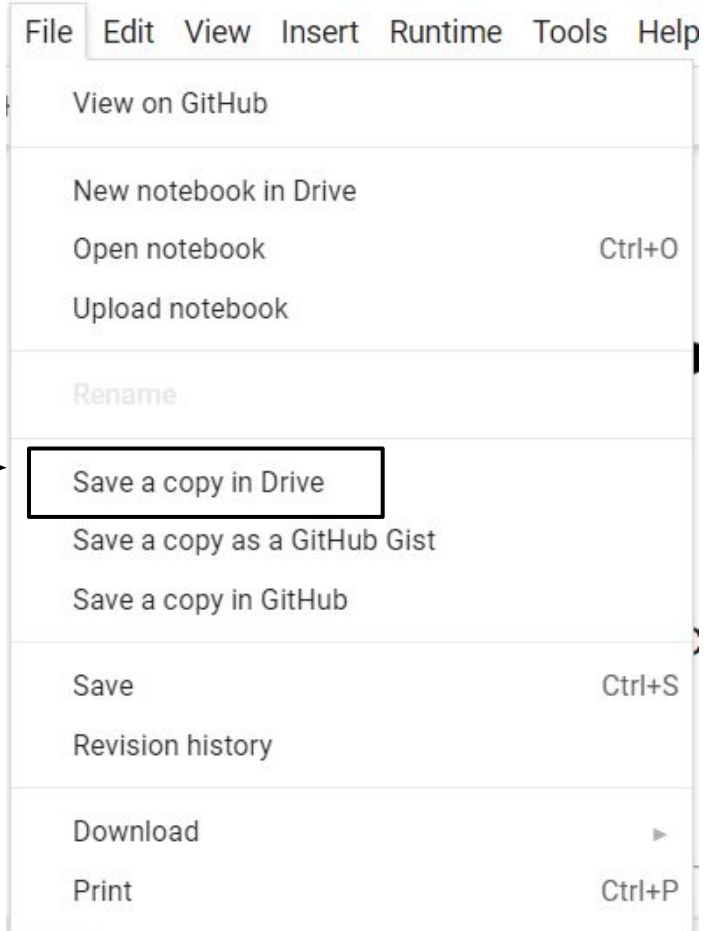 File Edit View Insert Runtime Tools Help
View on GitHub
New notebook in Drive
Open notebook Ctrl+O
Upload notebook
Rename
Save a copy in Drive
Save a copy as a GitHub Gist
Save a copy in GitHub
Save Ctrl+S
Revision history
Download ►
Print Ctrl+P